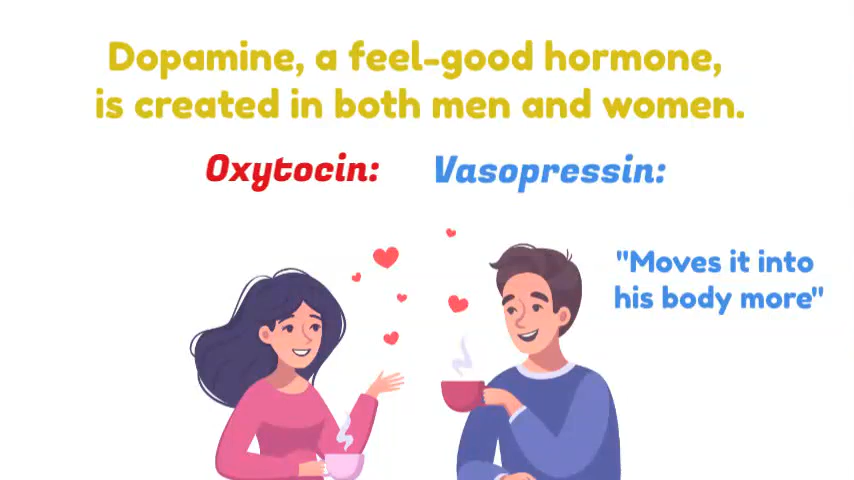 Dopamine, a feel-good hormone,
is created in both men and women.
Oxytocin: Vasopressin:
"Moves it into
his body more"